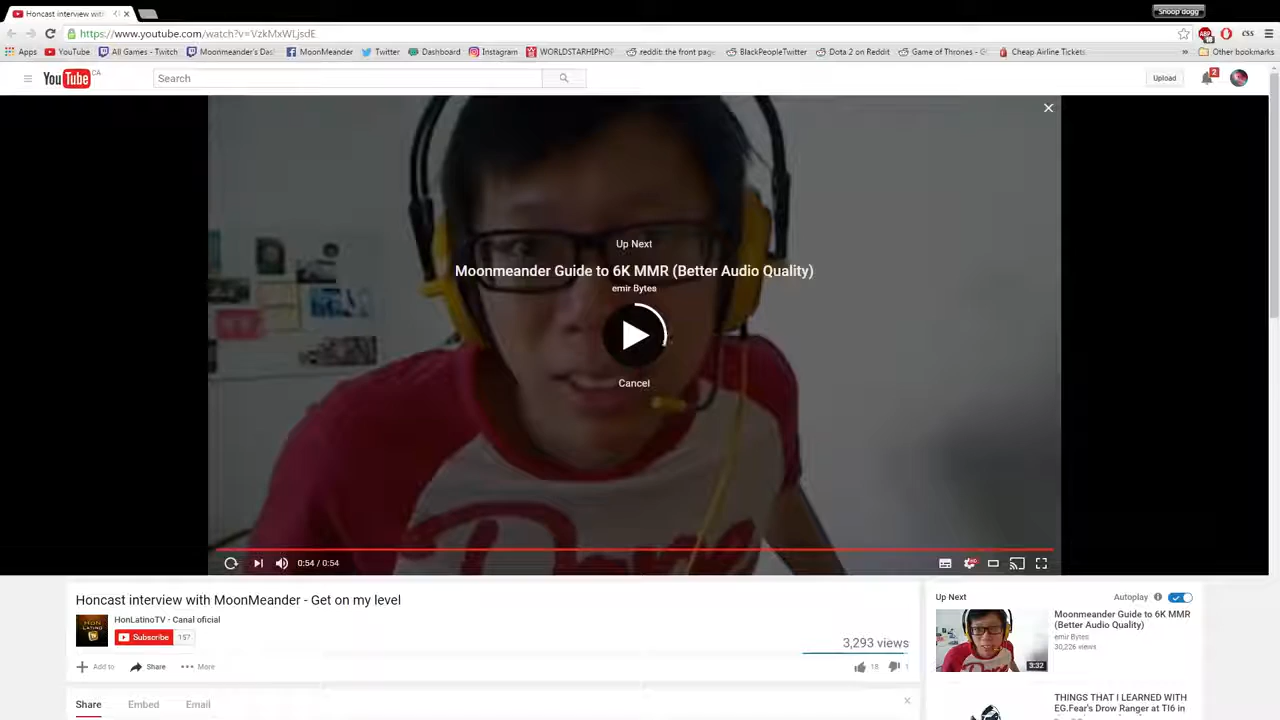 Honcast interview with
Snoop dogg
https://www.youtube.com/watch?v=VzkMxWLjsdE
Apps
YouTube
All Games - Twitch
Moonmeander's Das
MoonMeander
Twitter
Dashboard
Instagram
WORLDSTARHIPHOP
reddit: the front page
BlackPeopleTwitter
Dota 2 on Reddit
Game of Thrones - G
Cheap Airline Tickets
»
Other bookmarks
YouTube CA
Search
Upload
2
Up Next
Moonmeander Guide to 6K MMR (Better Audio Quality)
emir Bytes
Cancel
0:54 / 0:54
Honcast interview with MoonMeander - Get on my level
HonLatinoTV - Canal oficial
Subscribe
157
3,293 views
Add to
Share
More
18
1
Share
Embed
Email
Up Next
Autoplay
Moonmeander Guide to 6K MMR
(Better Audio Quality)
emir Bytes
30,226 views
3:32
THINGS THAT I LEARNED WITH
EG.Fear's Drow Ranger at TI6 in